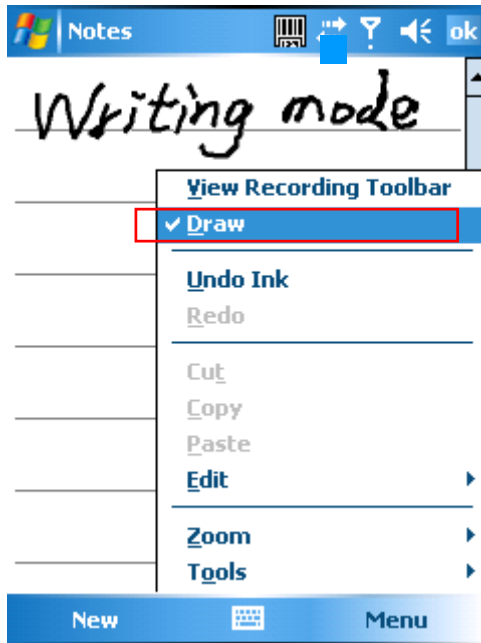 Notes
ok
Writing mode
View Recording Toolbar
Draw
Undo Ink
Redo
Cut
Copy
Paste
Edit
Zoom
Tools
New
Menu